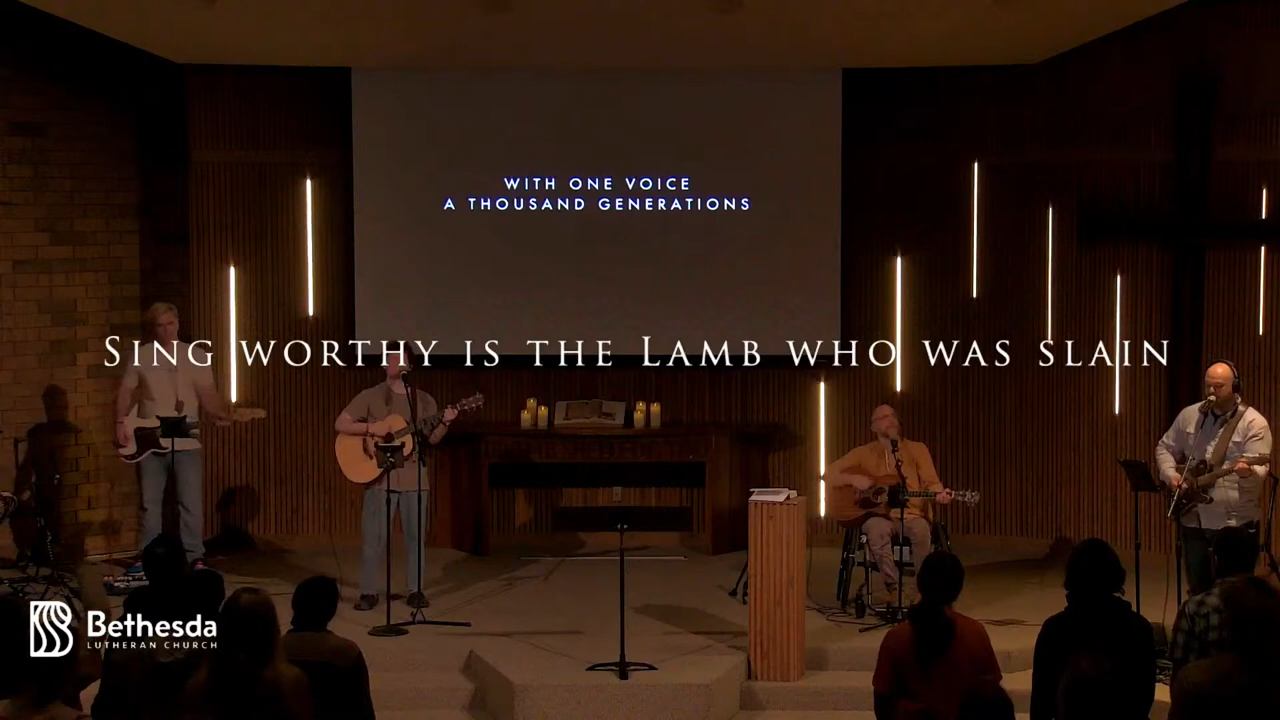 WITH ONE VOICE
A THOUSAND GENERATIONS
SING WORTHY IS THE LAMB WHO WAS SLAIN
Bethesda
LUTHERAN CHURCH